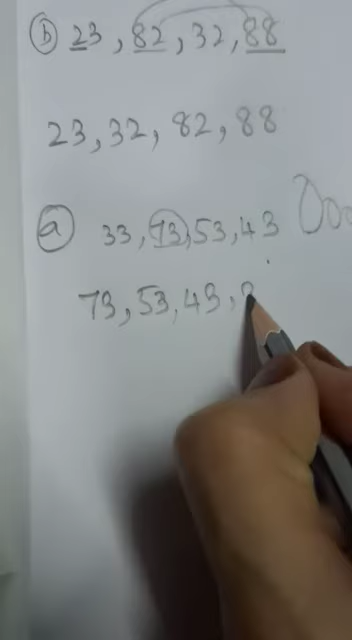 b 23, 82, 32, 88
23, 32, 82, 88
a 33, 73, 53, 43
73, 53, 43,